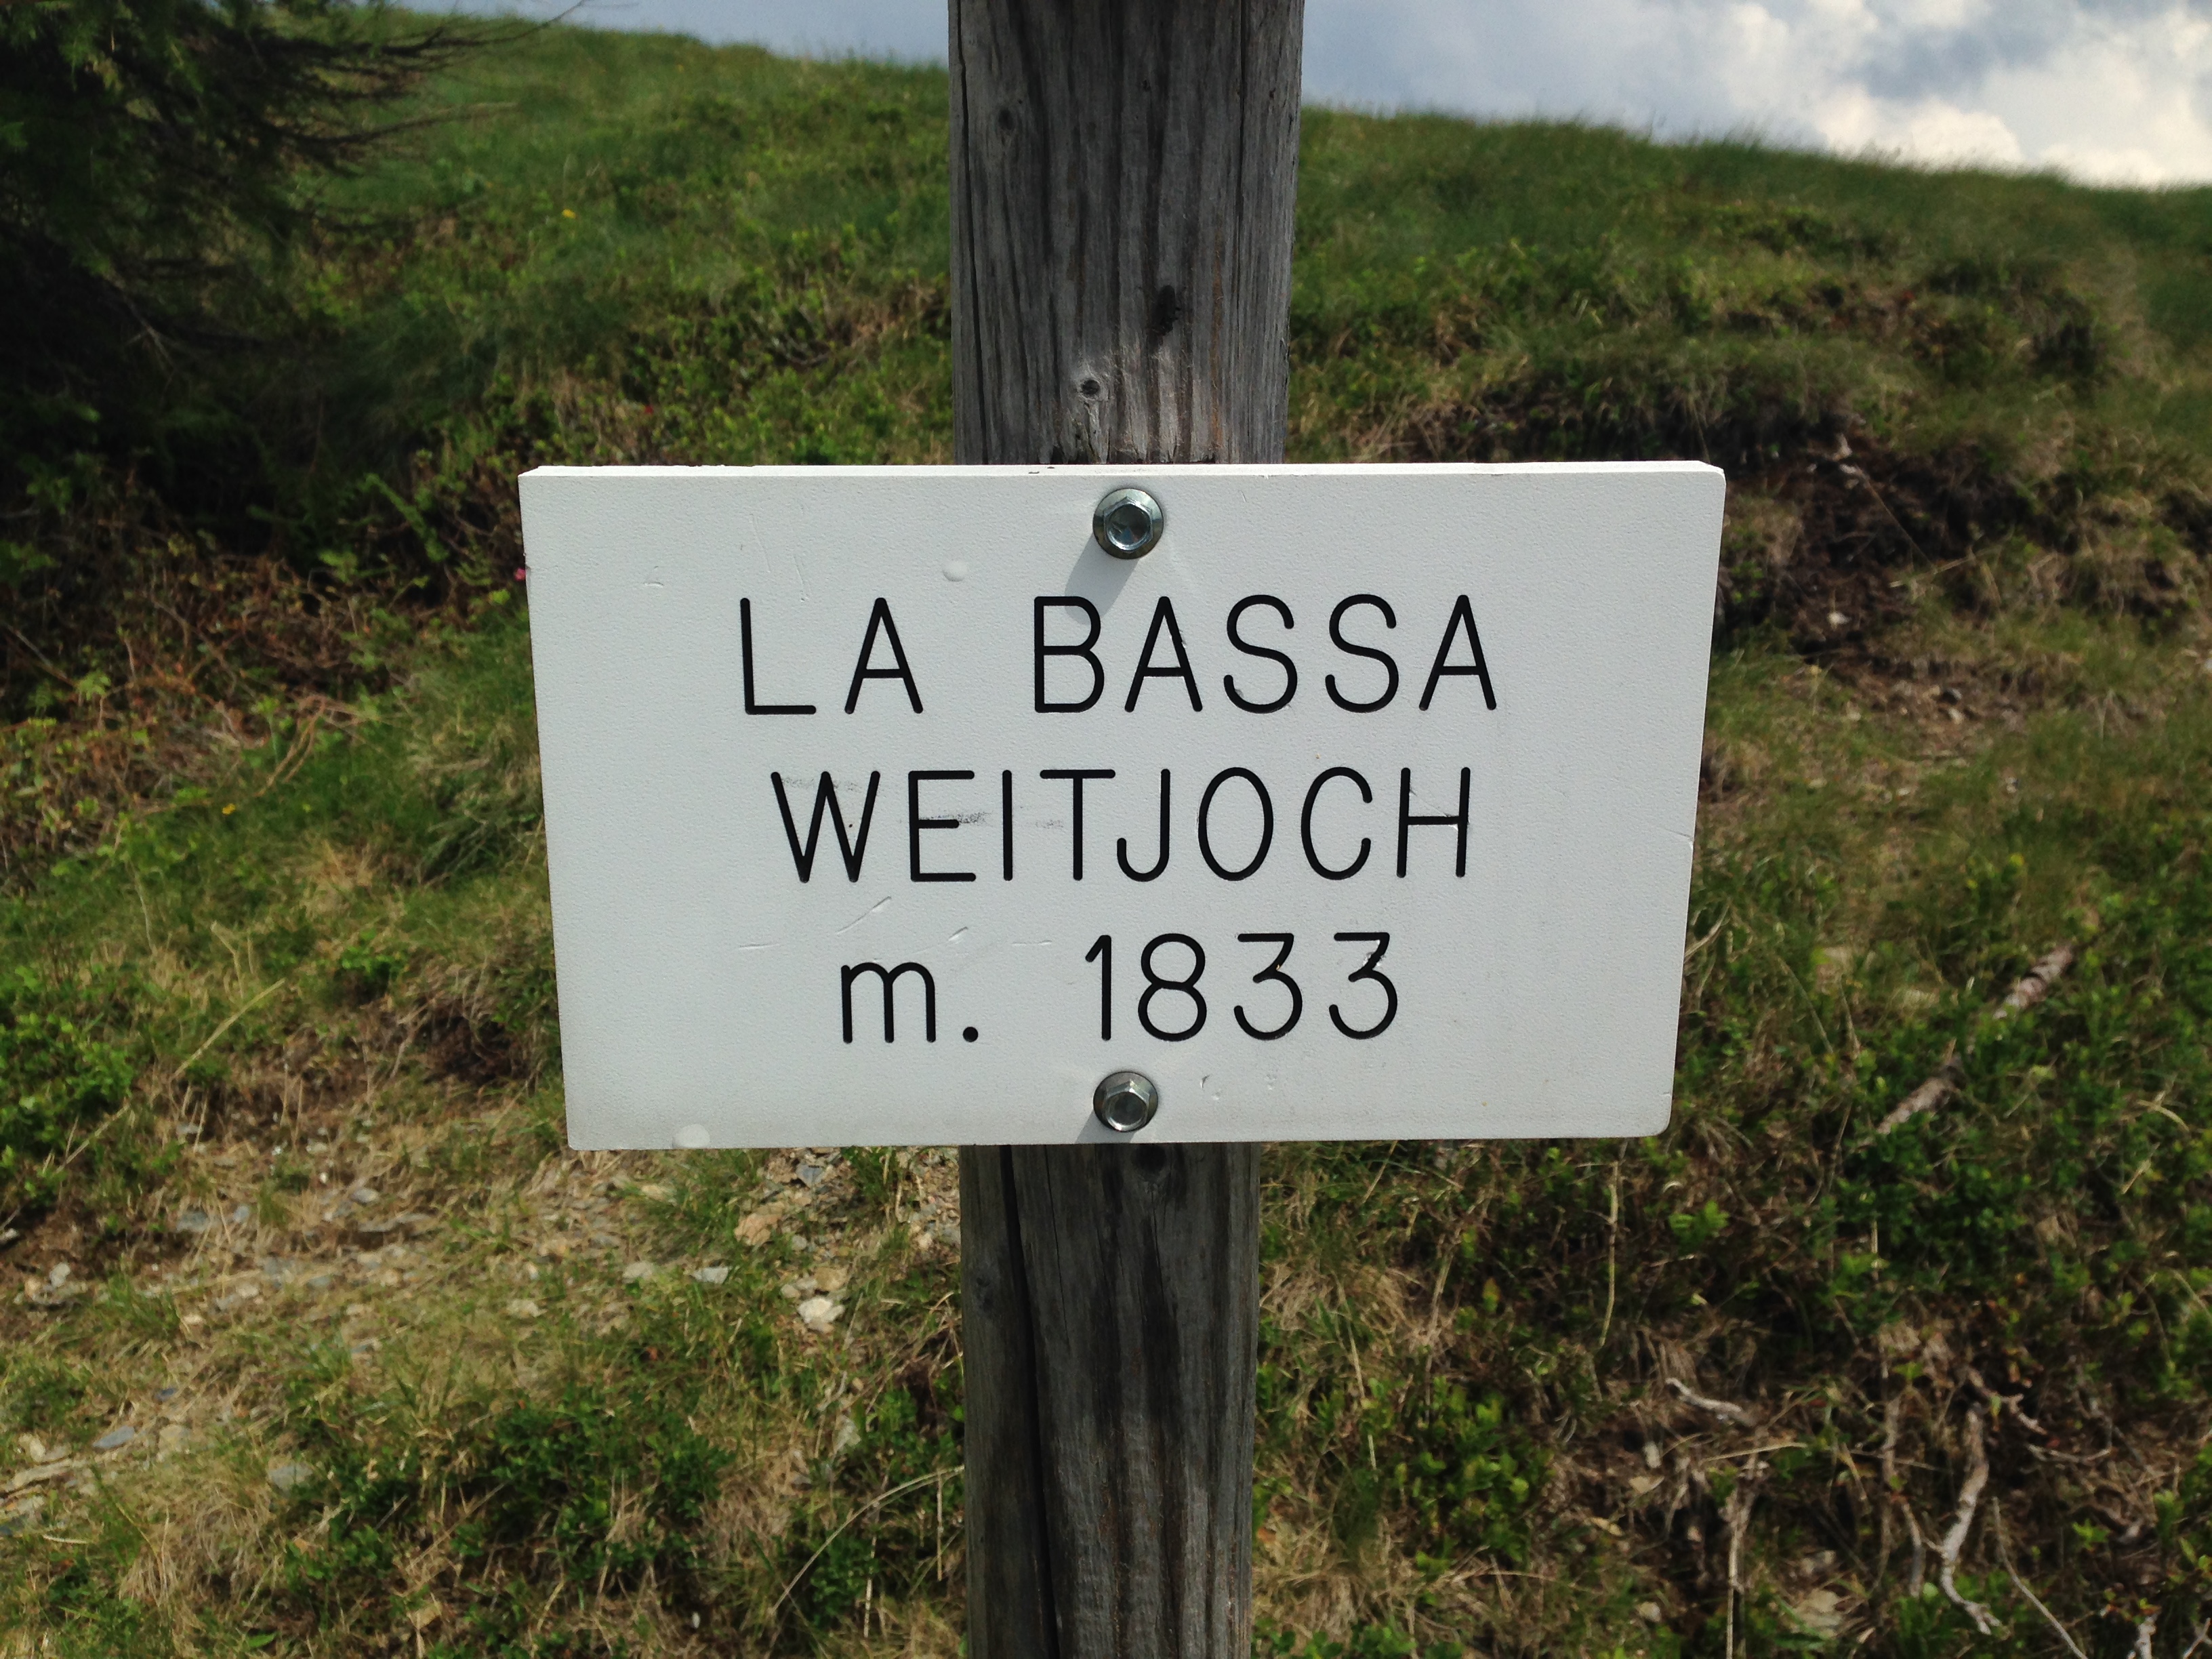 LA BASSA
WEITJOCH
m. 1833